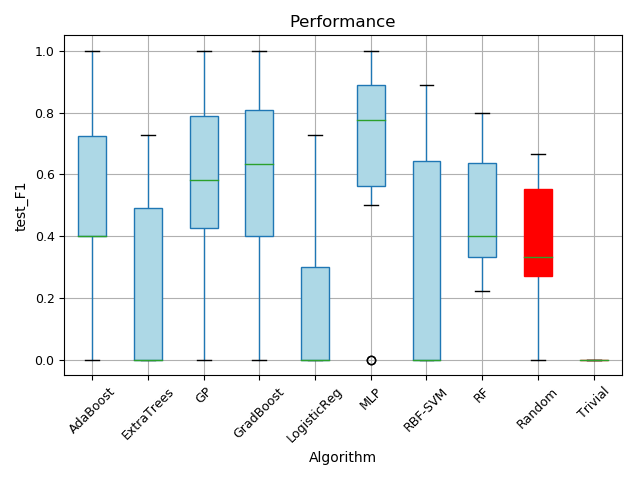 Performance
test_F1
1.0
0.8
0.6
0.4
0.2
0.0
AdaBoost
ExtraTrees
GP
GradBoost
LogisticReg
MLP
RBF-SVM
RF
Random
Trivial
Algorithm